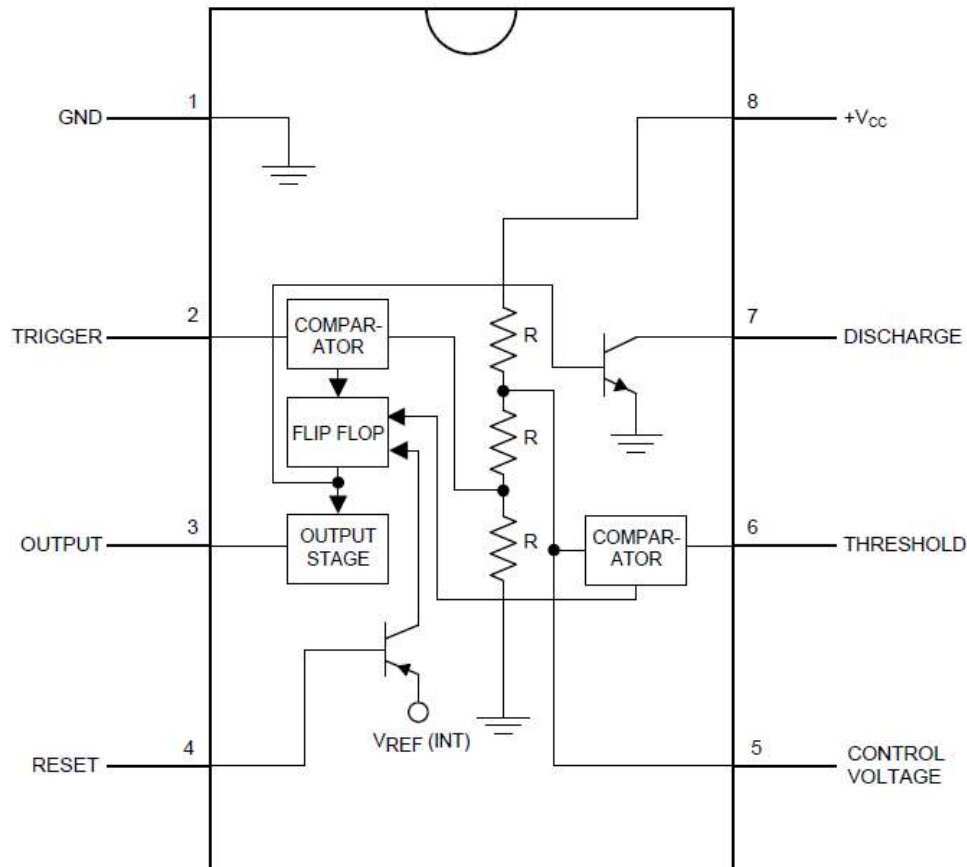 1
GND
8
+VCC
2
TRIGGER
COMPAR-
ATOR
R
7
DISCHARGE
FLIP FLOP
R
3
OUTPUT
OUTPUT
STAGE
R
COMPAR-
ATOR
6
THRESHOLD
VREF (INT)
4
RESET
5
CONTROL
VOLTAGE